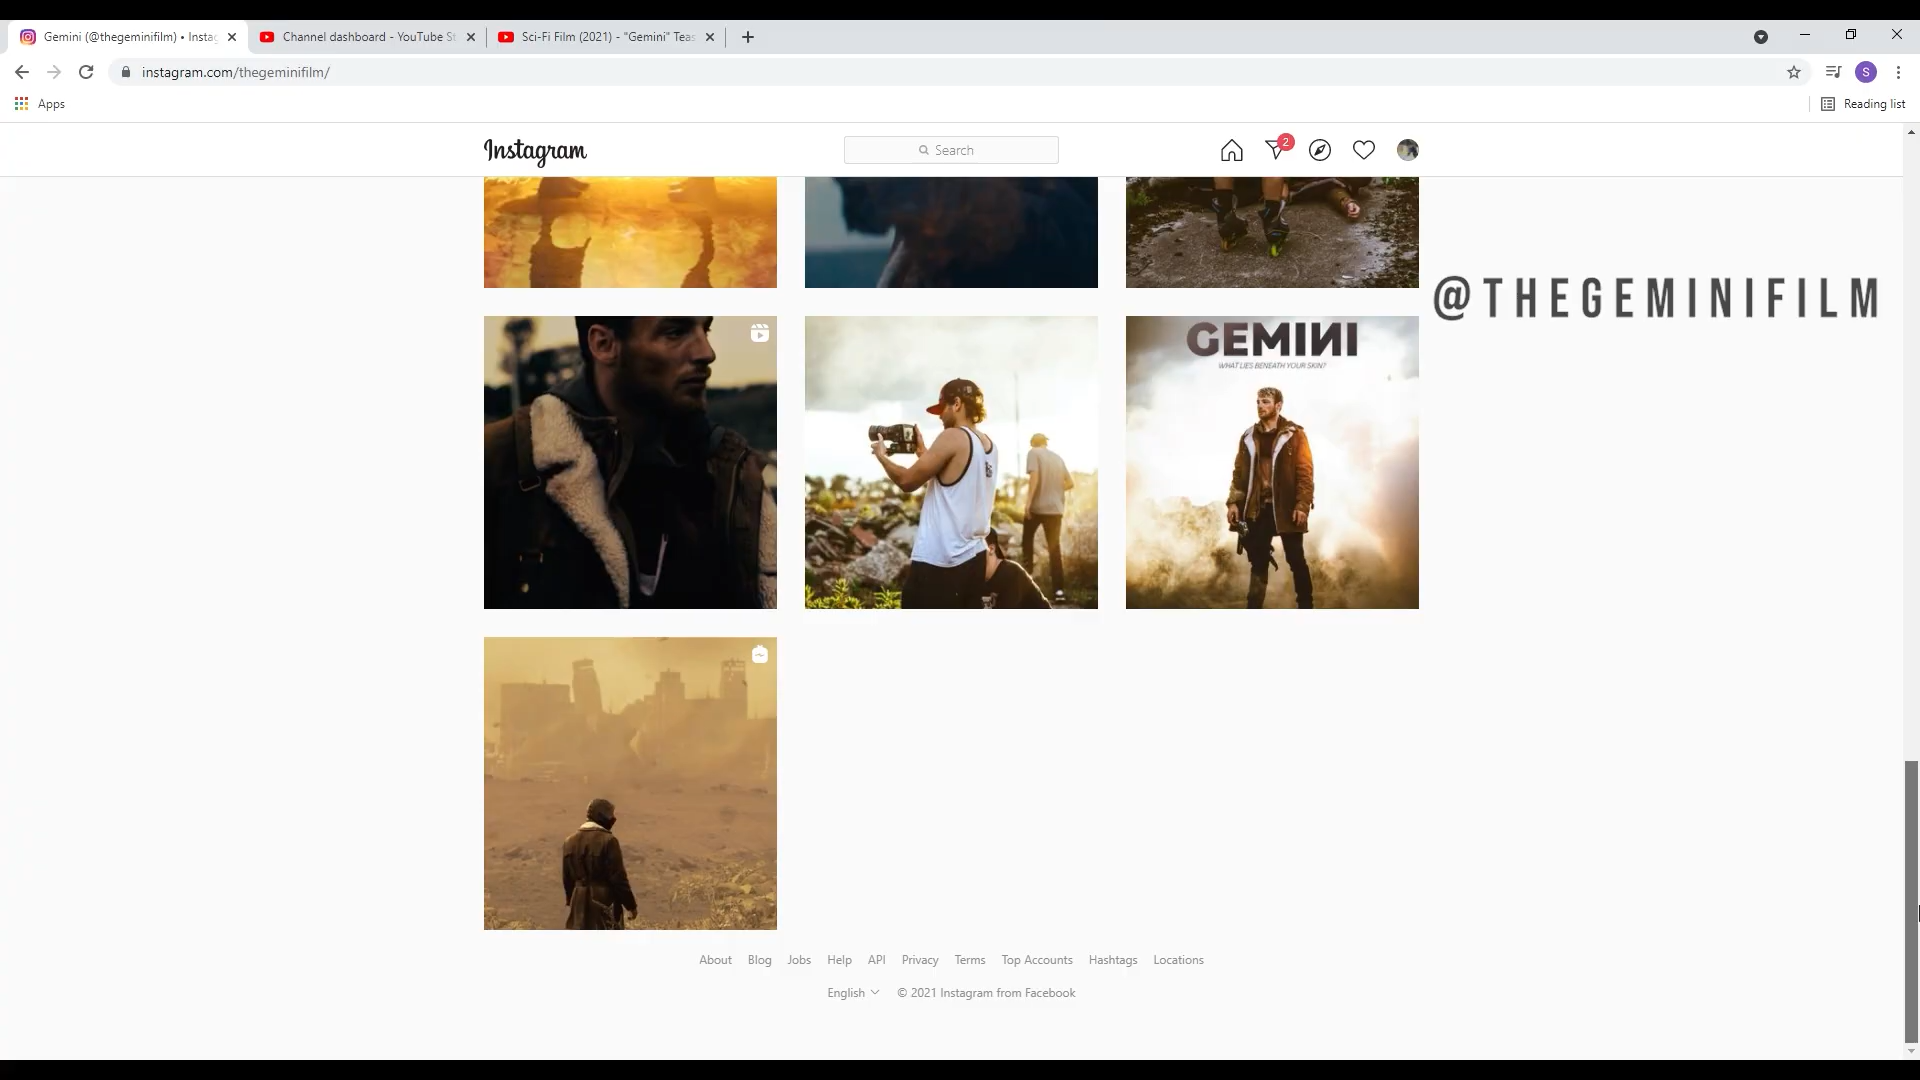 Gemini (@thegeminifilm) • Instag
Channel dashboard - YouTube St
Sci-Fi Film (2021) - "Gemini" Teas
instagram.com/thegeminifilm/
S
Apps
Reading list
Instagram
Search
2
@THEGEMINIFILM
GEMINI
WHAT LIES BENEATH YOUR SKIN?
About Blog Jobs Help API Privacy Terms Top Accounts Hashtags Locations
English © 2021 Instagram from Facebook